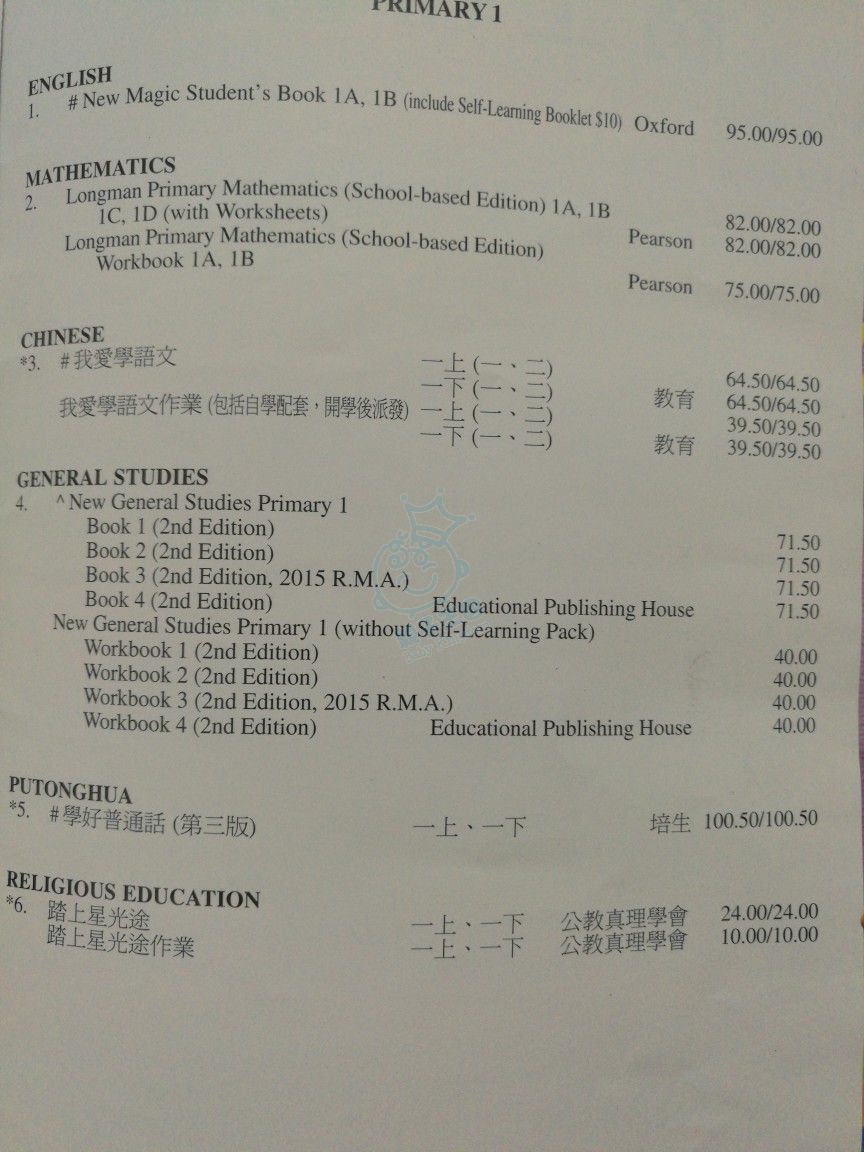 PRIMARY 1
ENGLISH
1. # New Magic Student's Book 1A, 1B (include Self-Learning Booklet $10) Oxford 95.00/95.00
MATHEMATICS
2. Longman Primary Mathematics (School-based Edition) 1A, 1B 82.00/82.00
1C, 1D (with Worksheets) Pearson 82.00/82.00
Longman Primary Mathematics (School-based Edition)
Workbook 1A, 1B Pearson 75.00/75.00
CHINESE
*3. #我愛學語文 一上 (一、二) 64.50/64.50
一下 (一、二) 教育 64.50/64.50
我愛學語文作業 (包括自學配套，開學後派發) 一上 (一、二) 39.50/39.50
一下 (一、二) 教育 39.50/39.50
GENERAL STUDIES
4. ^ New General Studies Primary 1
Book 1 (2nd Edition) 71.50
Book 2 (2nd Edition) 71.50
Book 3 (2nd Edition, 2015 R.M.A.) 71.50
Book 4 (2nd Edition) Educational Publishing House 71.50
New General Studies Primary 1 (without Self-Learning Pack)
Workbook 1 (2nd Edition) 40.00
Workbook 2 (2nd Edition) 40.00
Workbook 3 (2nd Edition, 2015 R.M.A.) 40.00
Workbook 4 (2nd Edition) Educational Publishing House 40.00
PUTONGHUA
*5. #學好普通話 (第三版) 一上、一下 培生 100.50/100.50
RELIGIOUS EDUCATION
*6. 踏上星光途 一上、一下 公教真理學會 24.00/24.00
踏上星光途作業 一上、一下 公教真理學會 10.00/10.00